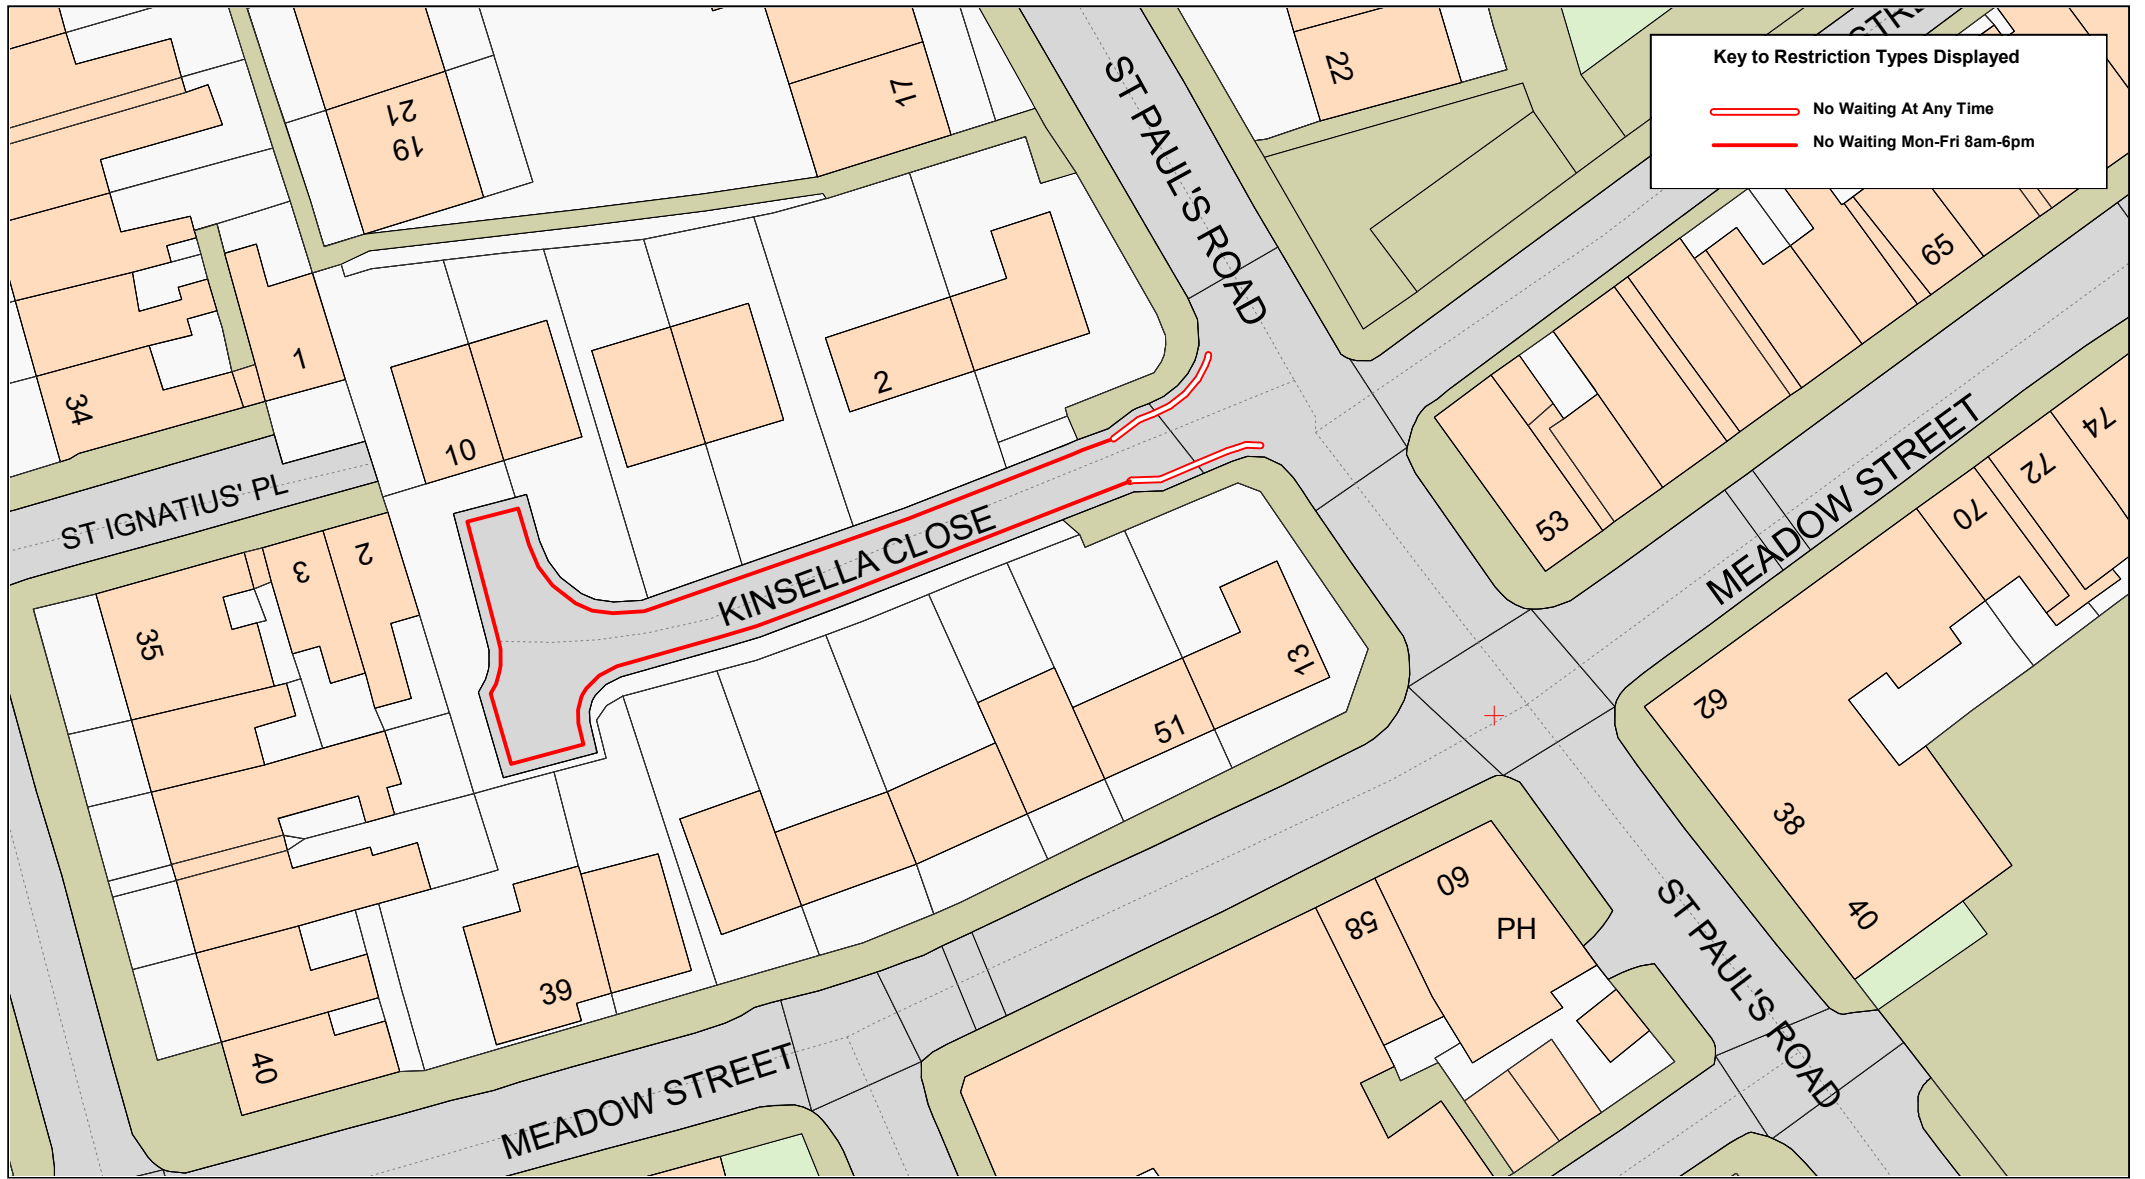 ST PAUL'S ROAD
Key to Restriction Types Displayed
No Waiting At Any Time
No Waiting Mon-Fri 8am-6pm
22
17
21
19
65
1
34
2
10
74
72
70
MEADOW STREET
53
ST IGNATIUS' PL
KINSELLA CLOSE
2
3
35
13
51
62
38
40
60
58
PH
ST PAUL'S ROAD
39
40
MEADOW STREET